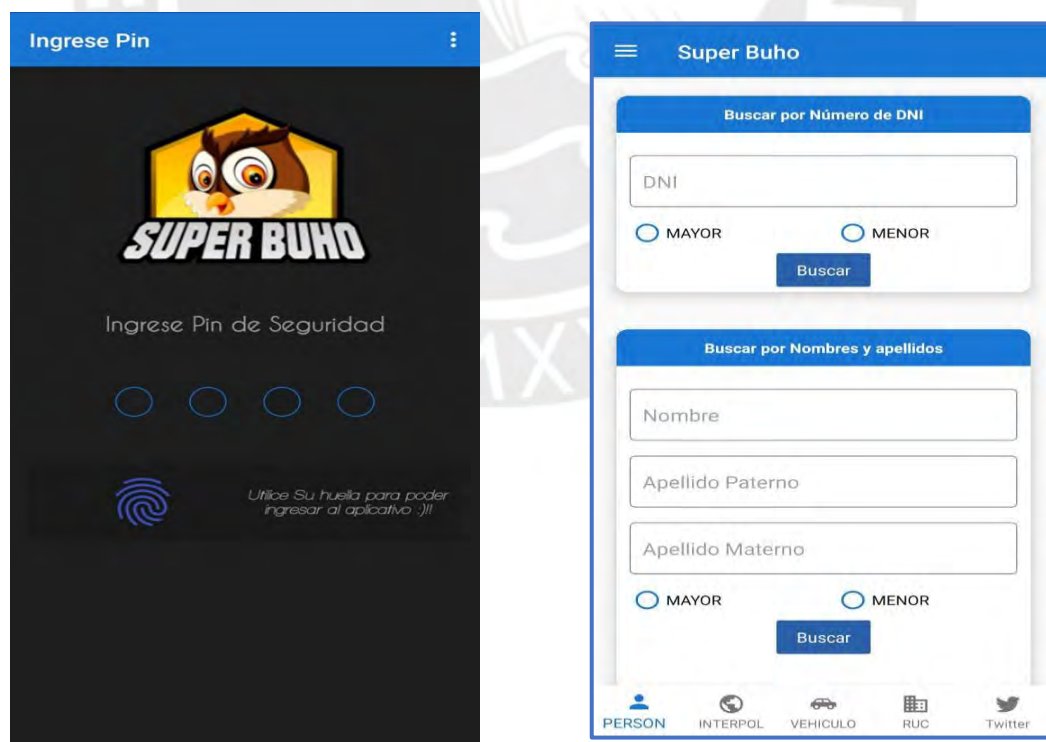 Ingrese Pin
SUPER BUHO
Ingrese Pin de Seguridad
Utilice Su huella para poder
ingresar al aplicativo :)!!
Super Buho
Buscar por Número de DNI
DNI
MAYOR
MENOR
Buscar
Buscar por Nombres y apellidos
Nombre
Apellido Paterno
Apellido Materno
MAYOR
MENOR
Buscar
PERSON
INTERPOL
VEHICULO
RUC
Twitter